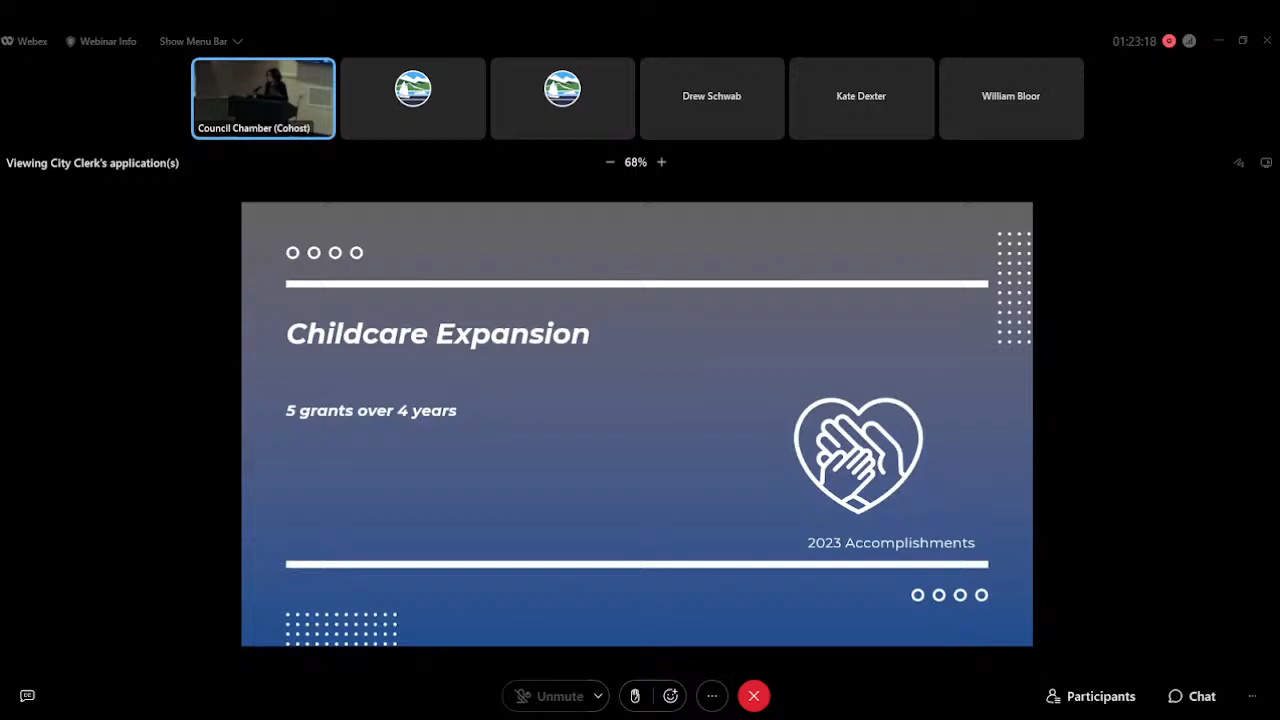 Webex
Webinar Info
Show Menu Bar
01:23:18
Council Chamber (Cohost)
Drew Schwab
Kate Dexter
William Bloor
Viewing City Clerk's application(s)
68%
Childcare Expansion
5 grants over 4 years
2023 Accomplishments
Unmute
Participants
Chat